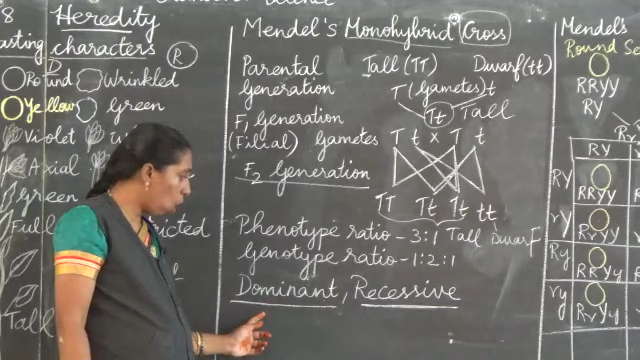 8 Heredity
asting characters R
D
Round Wrinkled
Yellow Green
Violet
Axial
Green
Full
Tall
Mendel's Monohybrid Cross
Parental Tall (TT) Dwarf (tt)
Generation T (Gametes) t
F1 Generation Tt Tall
(Filial) Gametes T t x T t
F2 Generation
TT Tt Tt tt
Phenotype ratio - 3:1 Tall Dwarf
Genotype ratio - 1:2:1
Dominant, Recessive
Mendel's
Round Se
RRYY
RY
RY
RY RRYY
rY RrYY
Ry RRYy
ry RrYy